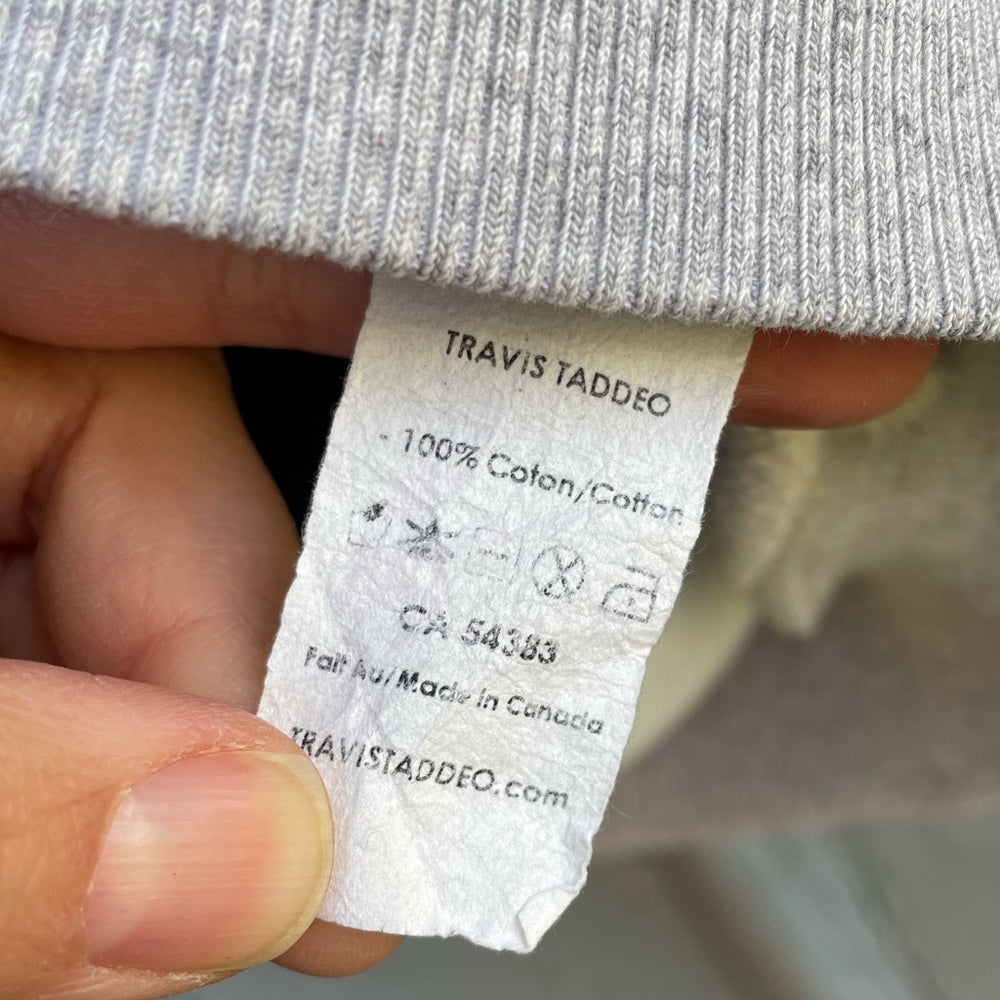 TRAVIS TADDEO
- 100% Coton/Cotton
CA 54383
Fait Au/Made In Canada
TRAVISTADDEO.com